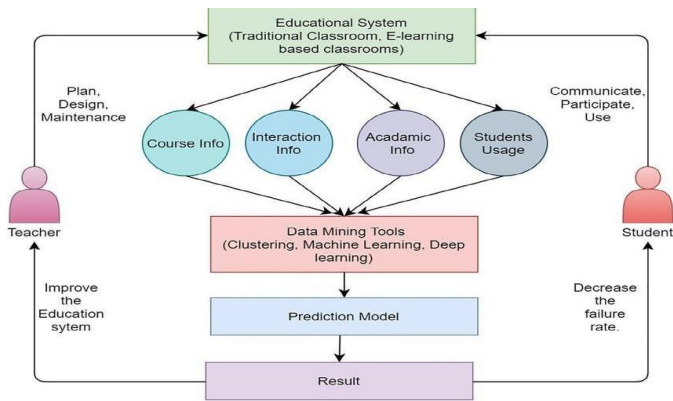 Educational System
(Traditional Classroom, E-learning
based classrooms)
Plan,
Design,
Maintenance
Communicate,
Participate,
Use
Course Info
Interaction
Info
Acadamic
Info
Students
Usage
Teacher
Student
Data Mining Tools
(Clustering, Machine Learning, Deep
learning)
Improve
the
Education
sytem
Decrease
the
failure
rate.
Prediction Model
Result